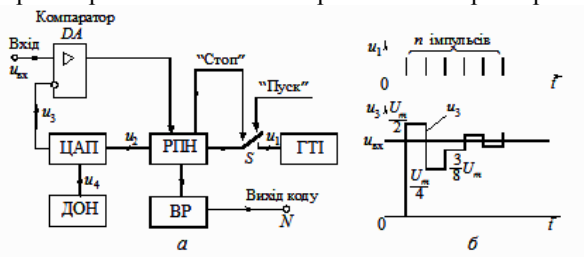 Компаратор
DA
Вхід
uвх
u3
"Стоп"
"Пуск"
ЦАП
u2
РПН
S
u1
ГТІ
u4
ДОН
ВР
Вихід коду
N
а
n імпульсів
u1
0
t
u3
Um/2
u3
uвх
Um/4
3/8 Um
0
t
б